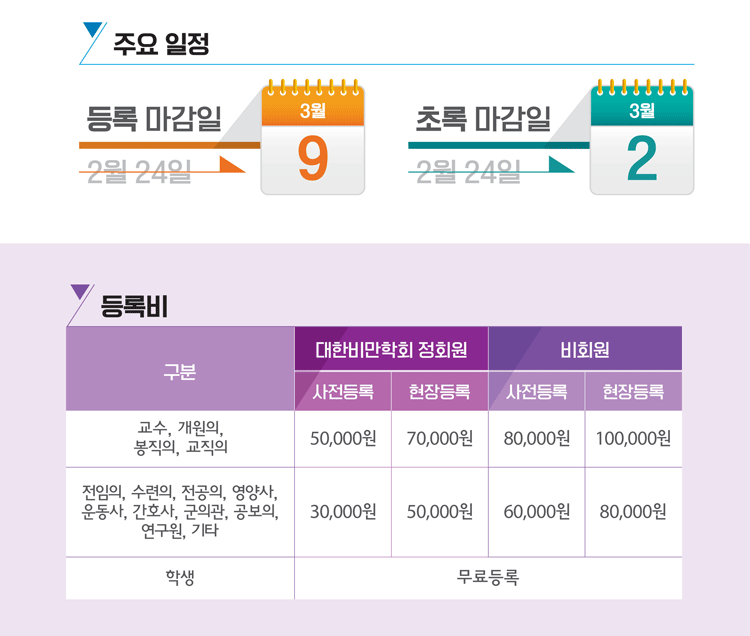 주요 일정
등록 마감일
2월 24일
3월
9
초록 마감일
2월 24일
3월
2
등록비
구분
대한비만학회 정회원
비회원
사전등록
현장등록
사전등록
현장등록
교수, 개원의,
봉직의, 교직의
50,000원
70,000원
80,000원
100,000원
전임의, 수련의, 전공의, 영양사,
운동사, 간호사, 군의관, 공보의,
연구원, 기타
30,000원
50,000원
60,000원
80,000원
학생
무료등록